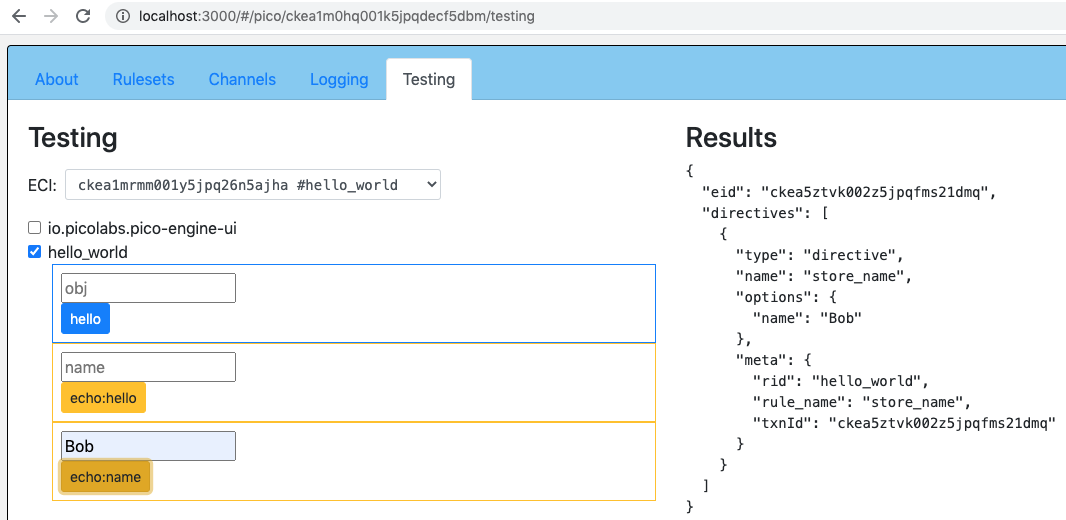 localhost:3000/#/pico/ckea1m0hq001k5jpqdecf5dbm/testing
About Rulesets Channels Logging Testing
Testing
ECI: ckea1mrmm001y5jpq26n5ajha #hello_world
io.picolabs.pico-engine-ui
hello_world
obj
hello
name
echo:hello
Bob
echo:name
Results
{
  "eid": "ckea5ztvk002z5jpqfms21dmq",
  "directives": [
    {
      "type": "directive",
      "name": "store_name",
      "options": {
        "name": "Bob"
      },
      "meta": {
        "rid": "hello_world",
        "rule_name": "store_name",
        "txnId": "ckea5ztvk002z5jpqfms21dmq"
      }
    }
  ]
}